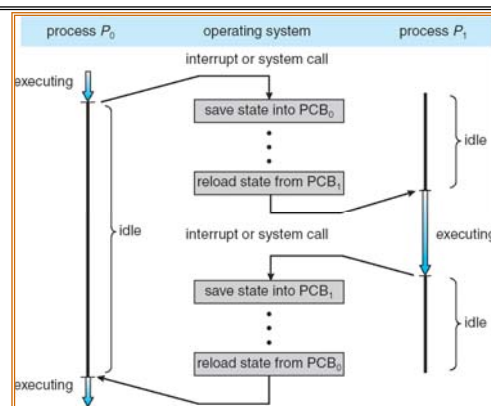 process P₀ operating system process P₁
interrupt or system call
executing
save state into PCB₀
idle
reload state from PCB₁
idle
interrupt or system call
executing
save state into PCB₁
idle
reload state from PCB₀
executing